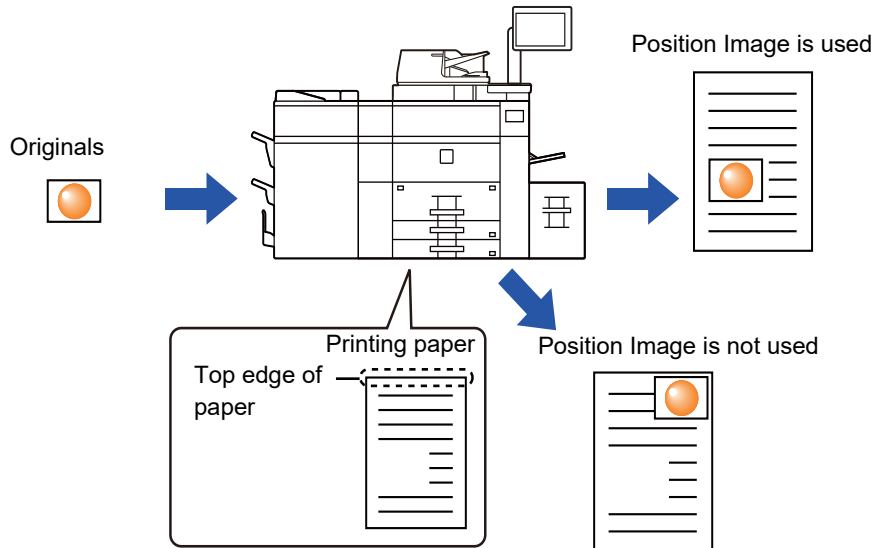 Position Image is used
Originals
Printing paper
Top edge of
paper
Position Image is not used